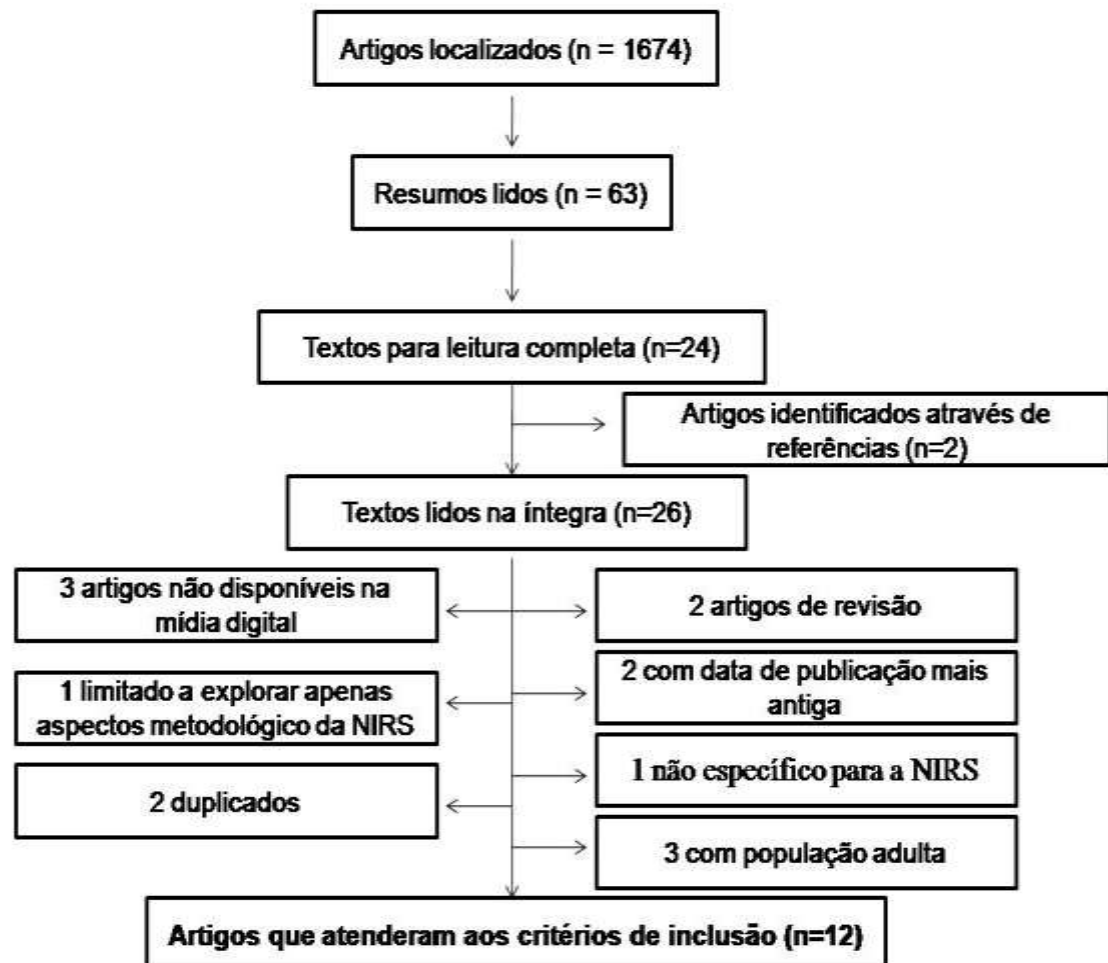 Artigos localizados (n = 1674)
Resumos lidos (n = 63)
Textos para leitura completa (n=24)
Artigos identificados através de
referências (n=2)
Textos lidos na íntegra (n=26)
3 artigos não disponíveis na
mídia digital
2 artigos de revisão
1 limitado a explorar apenas
aspectos metodológico da NIRS
2 com data de publicação mais
antiga
1 não específico para a NIRS
2 duplicados
3 com população adulta
Artigos que atenderam aos critérios de inclusão (n=12)